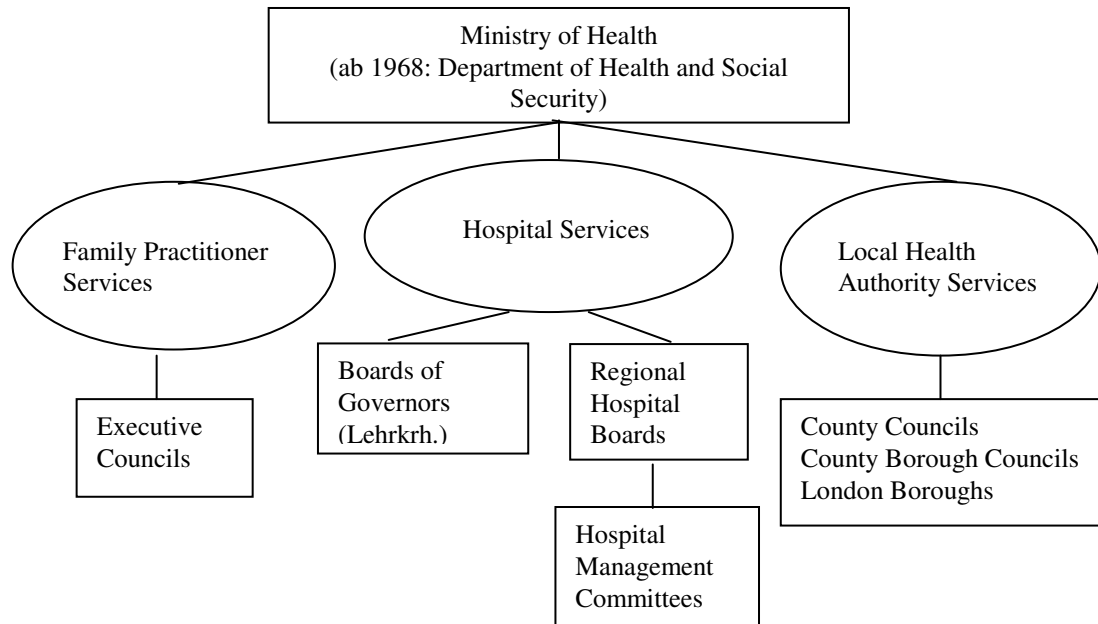 Ministry of Health
(ab 1968: Department of Health and Social
Security)
Family Practitioner
Services
Hospital Services
Local Health
Authority Services
Executive
Councils
Boards of
Governors
(Lehrkrh.)
Regional
Hospital
Boards
County Councils
County Borough Councils
London Boroughs
Hospital
Management
Committees